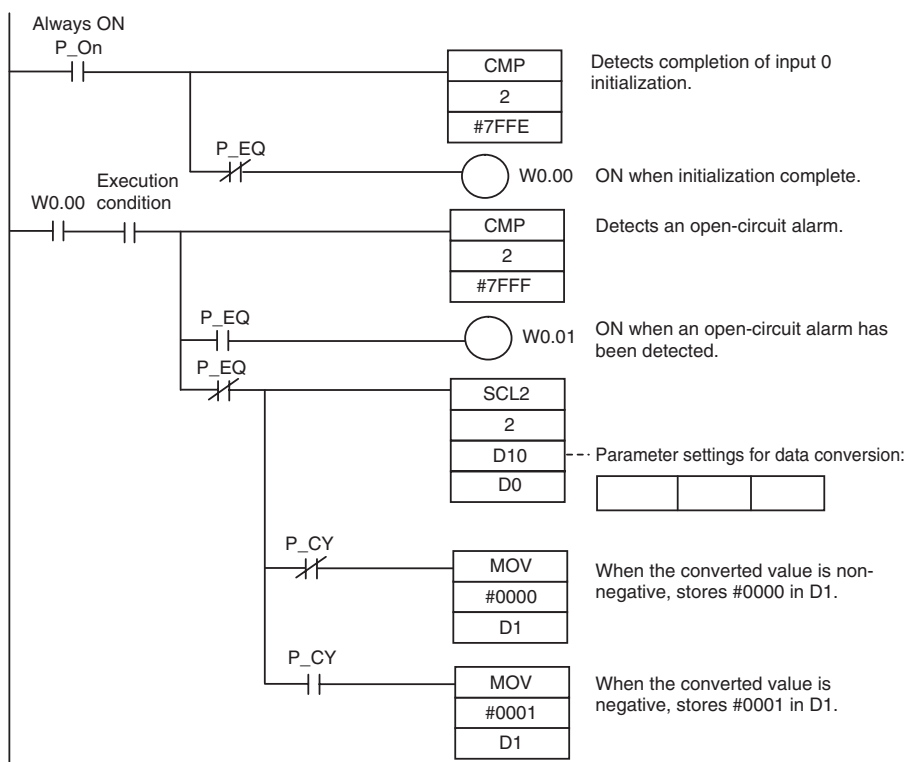 Always ON
P_On
CMP
2
#7FFE
Detects completion of input 0
initialization.
P_EQ
W0.00
ON when initialization complete.
Execution
condition
W0.00
CMP
2
#7FFF
Detects an open-circuit alarm.
P_EQ
W0.01
ON when an open-circuit alarm has
been detected.
P_EQ
SCL2
2
D10
D0
Parameter settings for data conversion:
P_CY
MOV
#0000
D1
When the converted value is non-
negative, stores #0000 in D1.
P_CY
MOV
#0001
D1
When the converted value is
negative, stores #0001 in D1.